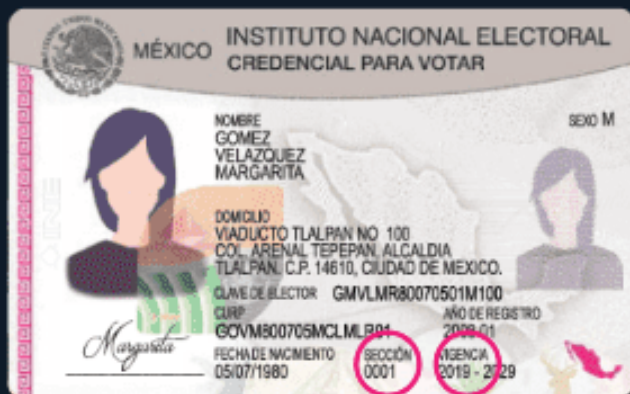 MÉXICO INSTITUTO NACIONAL ELECTORAL
CREDENCIAL PARA VOTAR
NOMBRE
SEXO M
GOMEZ
VELAZQUEZ
MARGARITA
DOMICILIO
VIADUCTO TLALPAN NO 100
COL. ARENAL TEPEPAN, ALCALDIA
TLALPAN, C.P. 14610, CIUDAD DE MEXICO.
CLAVE DE ELECTOR GMVLMR80070501M100
CURP
AÑO DE REGISTRO
GOVM800705MCLMLR01
FECHA DE NACIMIENTO
SECCIÓN
VIGENCIA
05/07/1980
0001
2019 - 2029
Margarita
INE